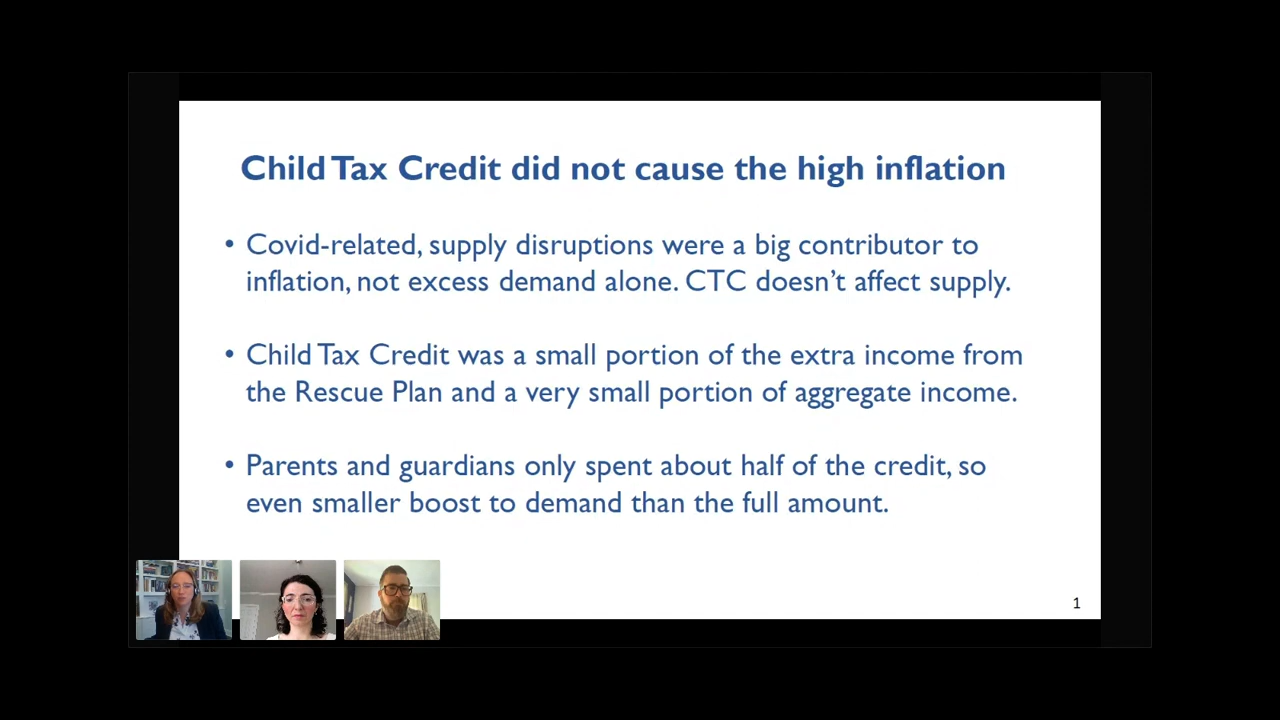 Child Tax Credit did not cause the high inflation
• Covid-related, supply disruptions were a big contributor to
inflation, not excess demand alone. CTC doesn’t affect supply.
• Child Tax Credit was a small portion of the extra income from
the Rescue Plan and a very small portion of aggregate income.
• Parents and guardians only spent about half of the credit, so
even smaller boost to demand than the full amount.
1